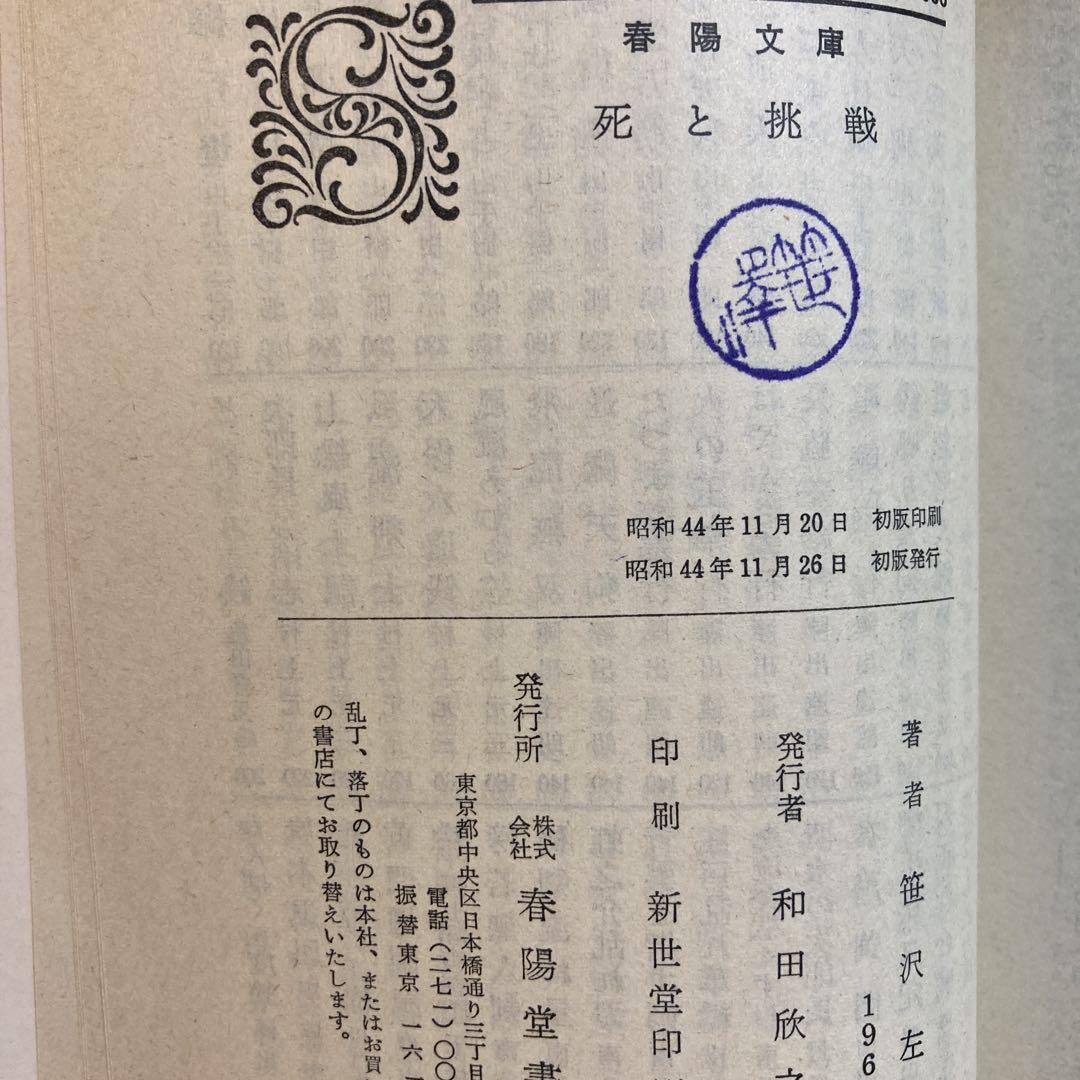 春陽文庫
死と挑戦
笹澤
昭和44年11月20日 初版印刷
昭和44年11月26日 初版発行
著者 笹沢左
196
発行者 和田欣
印刷 新世堂印
発行所 株式会社 春陽堂書
東京都中央区日本橋通り三丁目
電話(二七一)〇〇
振替東京 一六一
乱丁、落丁のものは本社、またはお買
の書店にてお取り替えいたします。